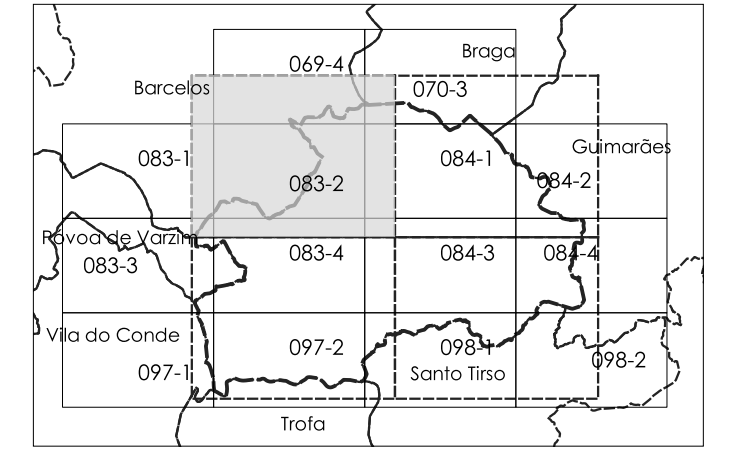 Braga
069-4
Barcelos
070-3
Guimarães
083-1
084-1
083-2
084-2
Póvoa de Varzim
083-3
083-4
084-3
084-4
Vila do Conde
097-2
098-1
098-2
097-1
Santo Tirso
Trofa